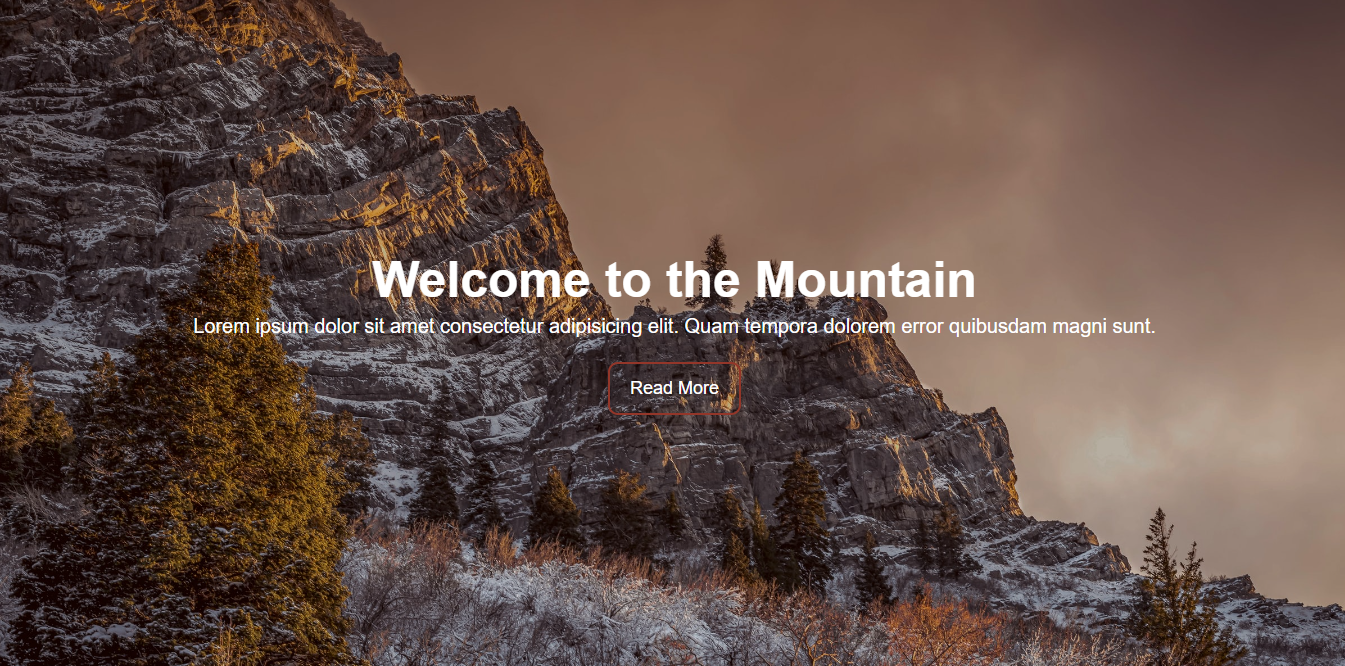 Welcome to the Mountain
Lorem ipsum dolor sit amet consectetur adipisicing elit. Quam tempora dolorem error quibusdam magni sunt.
Read More